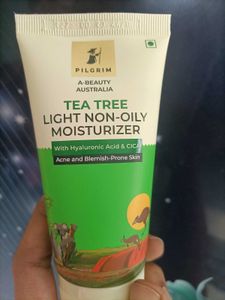 PILGRIM
A-BEAUTY
AUSTRALIA
TEA TREE
LIGHT NON-OILY
MOISTURIZER
With Hyaluronic Acid & CICA
Acne and Blemish-Prone Skin